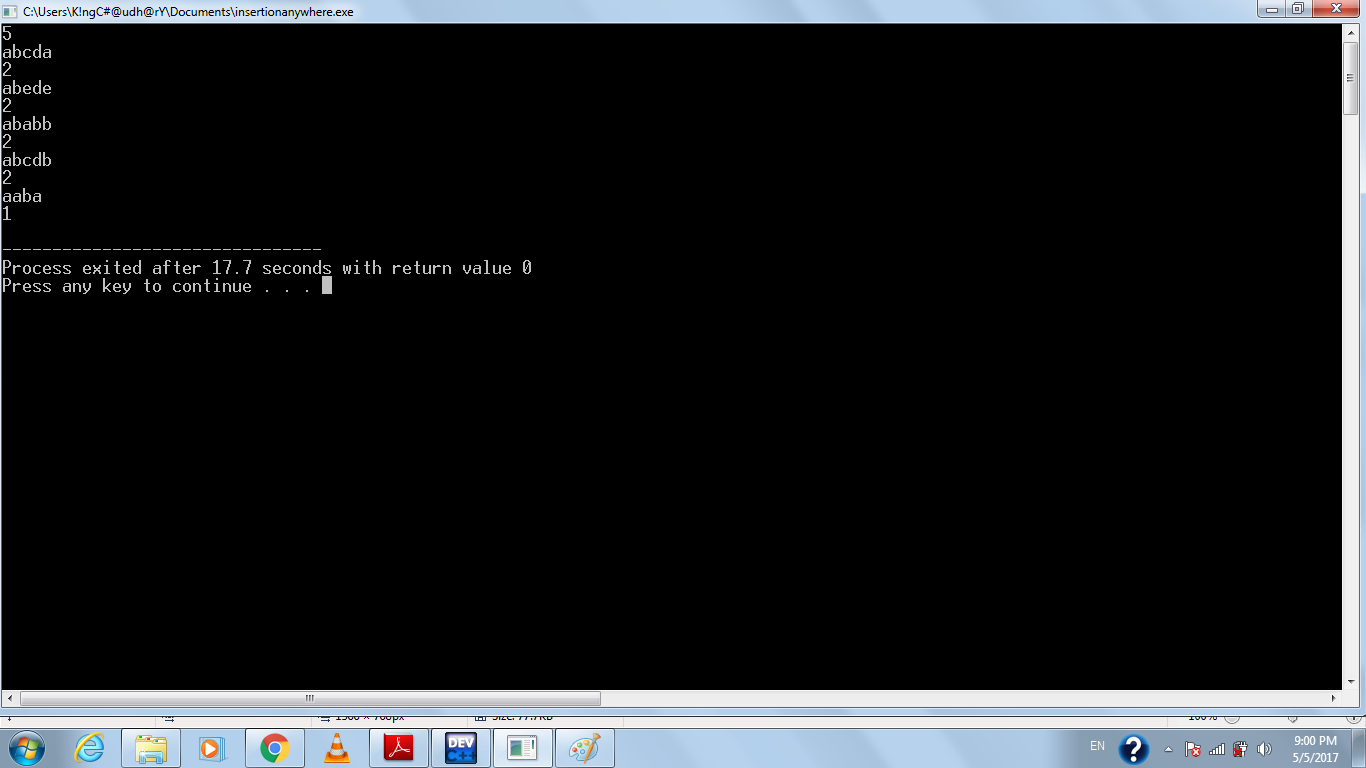 C:\Users\K!ngC#@udh@rY\Documents\insertionanywhere.exe
5
abcda
2
abede
2
ababb
2
abcdb
2
aaba
1
--------------------------------
Process exited after 17.7 seconds with return value 0
Press any key to continue . . .
DEV
C++
EN
9:00 PM
5/5/2017